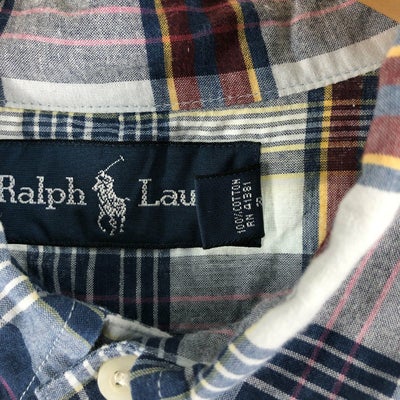 Ralph Lau
100% COTTON
RN 41381